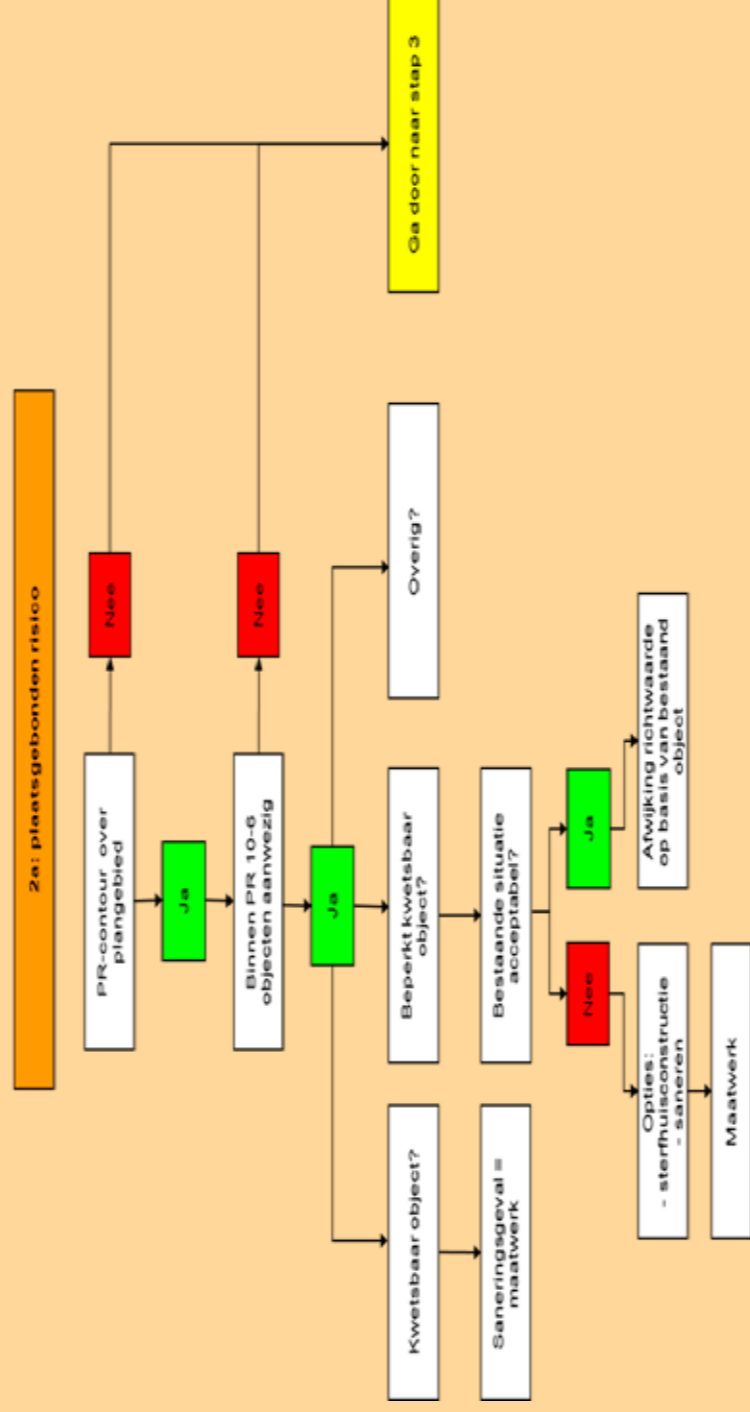 2a: plaatsgebonden risico
PR-contour over
plangebied
Nee
Ja
Binnen PR 10-6
objecten aanwezig
Nee
Ja
Kwetsbaar object?
Beperkt kwetsbaar
object?
Overig?
Ga door naar stap 3
Saneringsgeval =
maatwerk
Bestaande situatie
acceptabel?
Nee
Ja
Opties:
- sterfhuisconstructie
- saneren
Afwijking richtwaarde
op basis van bestaand
object
Maatwerk